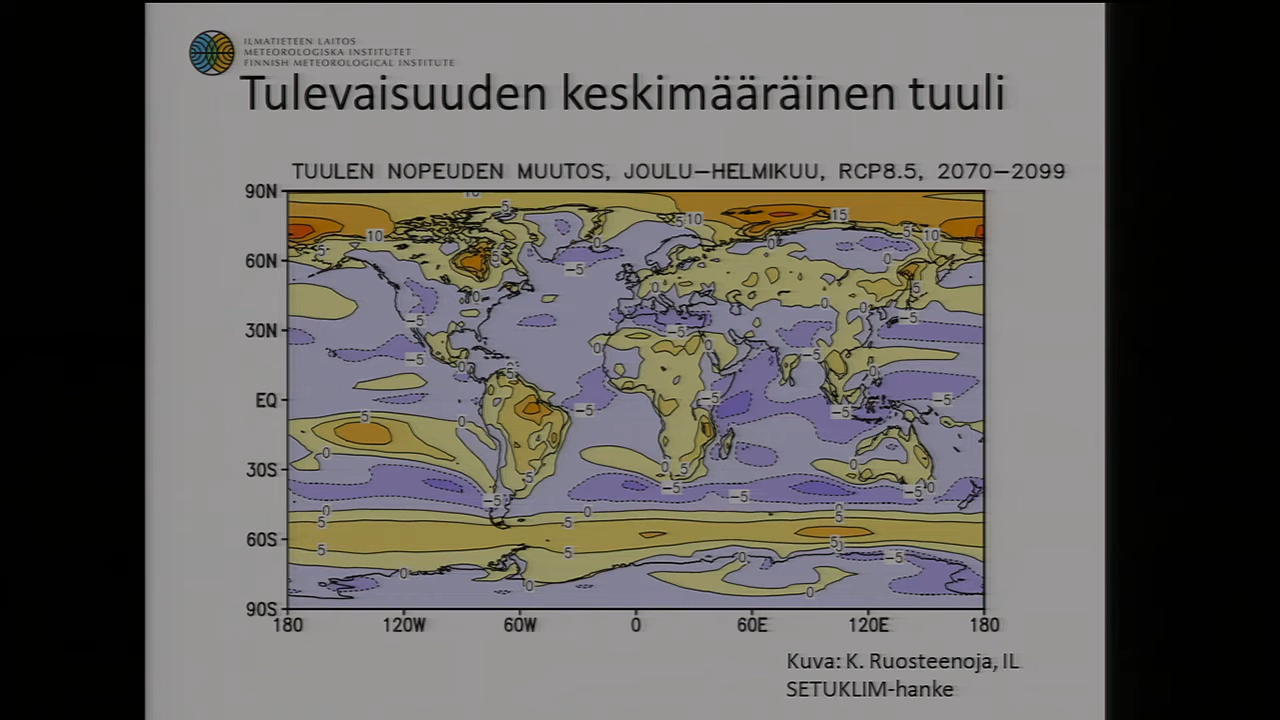 ILMATIETEEN LAITOS
METEOROLOGISKA INSTITUTET
FINNISH METEOROLOGICAL INSTITUTE
Tulevaisuuden keskimääräinen tuuli
TUULEN NOPEUDEN MUUTOS, JOULU–HELMIKUU, RCP8.5, 2070–2099
90N
60N
30N
EQ
30S
60S
90S
180 120W 60W 0 60E 120E 180
Kuva: K. Ruosteenoja, IL
SETUKLIM-hanke